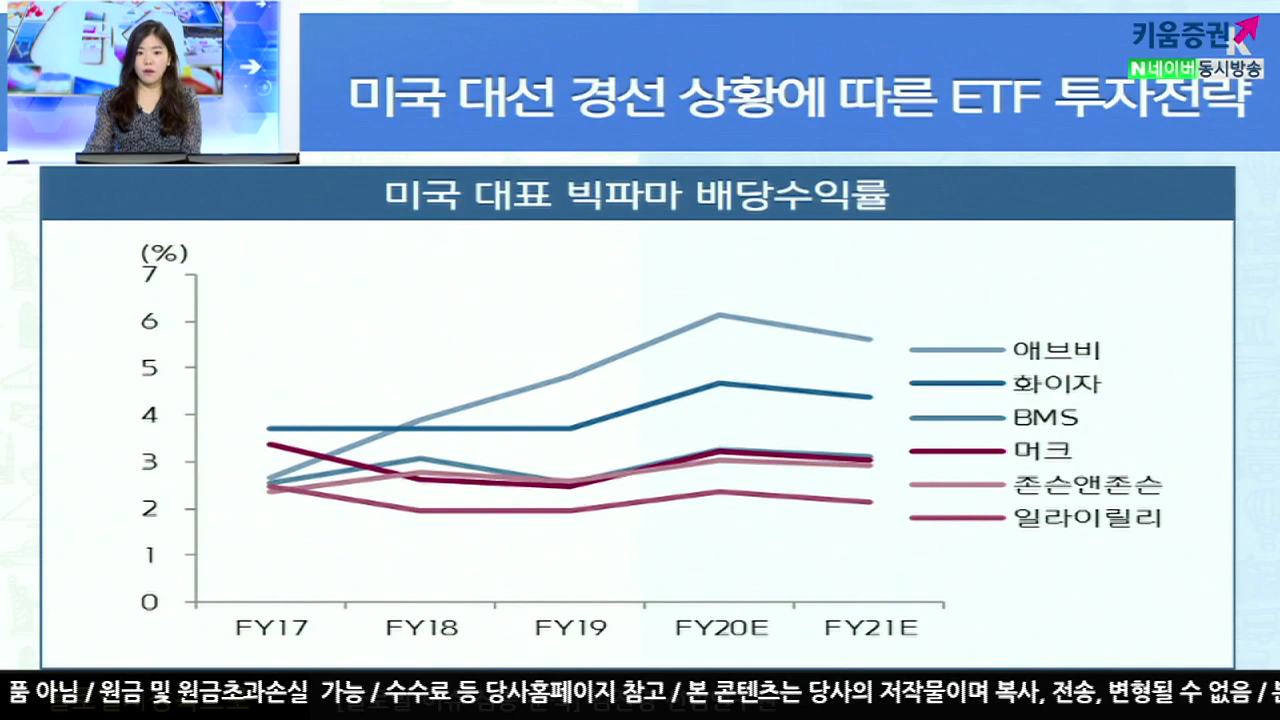 키움증권
N 네이버 동시방송
미국 대선 경선 상황에 따른 ETF 투자전략
미국 대표 빅파마 배당수익률
(%)
7
6
5
4
3
2
1
0
FY17 FY18 FY19 FY20E FY21E
애브비
화이자
BMS
머크
존슨앤존슨
일라이릴리
품 아님 / 원금 및 원금초과손실 가능 / 수수료 등 당사홈페이지 참고 / 본 콘텐츠는 당사의 저작물이며 복사, 전송, 변형될 수 없음 /